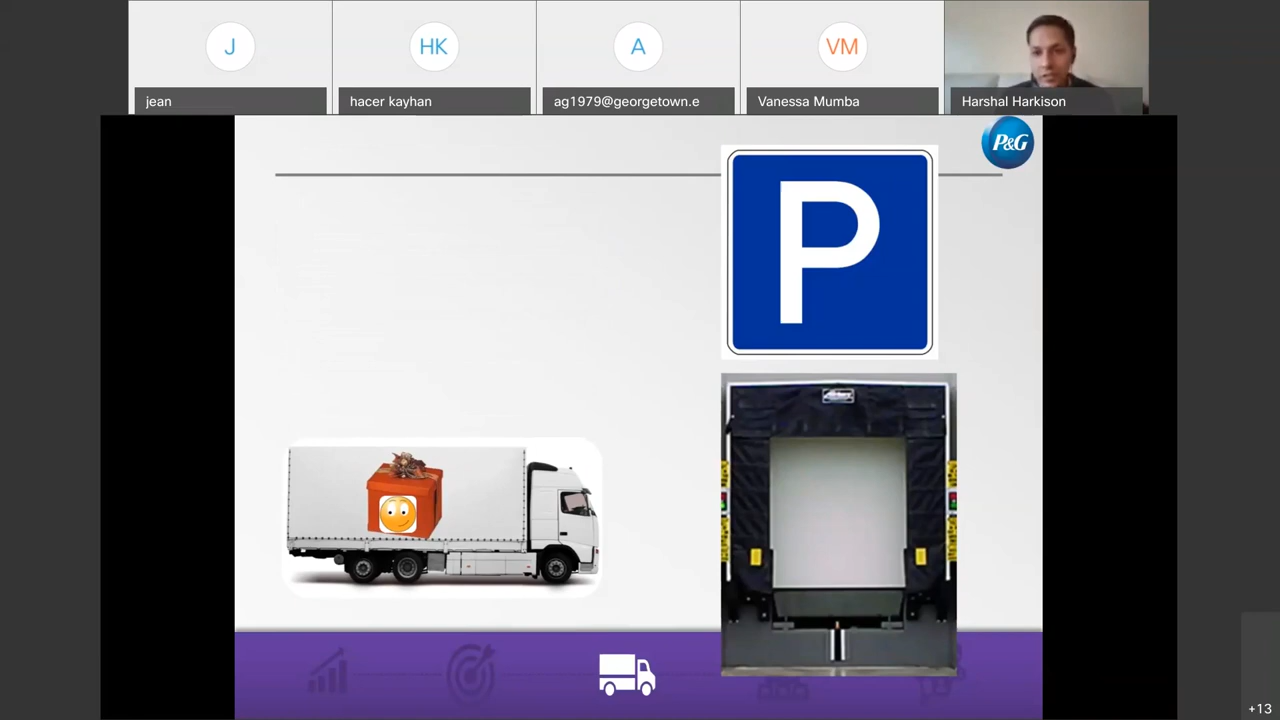 J
HK
A
VM
jean
hacer kayhan
ag1979@georgetown.e
Vanessa Mumba
Harshal Harkison
P&G
P
+13